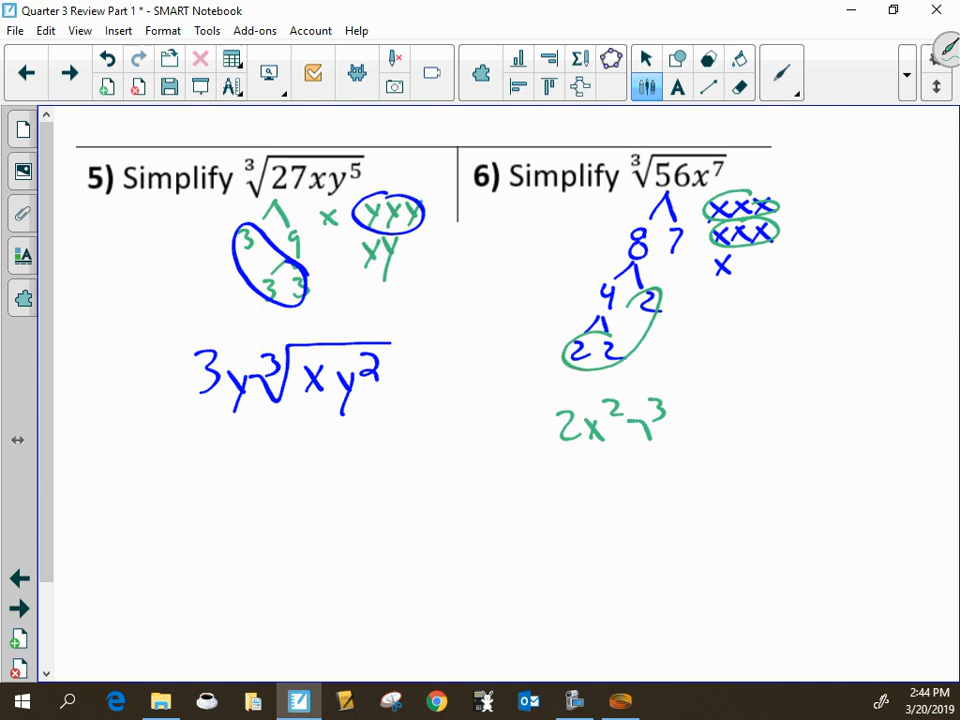 Quarter 3 Review Part 1 * - SMART Notebook
File Edit View Insert Format Tools Add-ons Account Help
5) Simplify ∛(27xy⁵)
3 9 x yyy
3 3 xy
3y∛(xy²)
6) Simplify ∛(56x⁷)
xxx
8 7 xxx
4 2 x
2 2
2x² 3
2:44 PM
3/20/2019